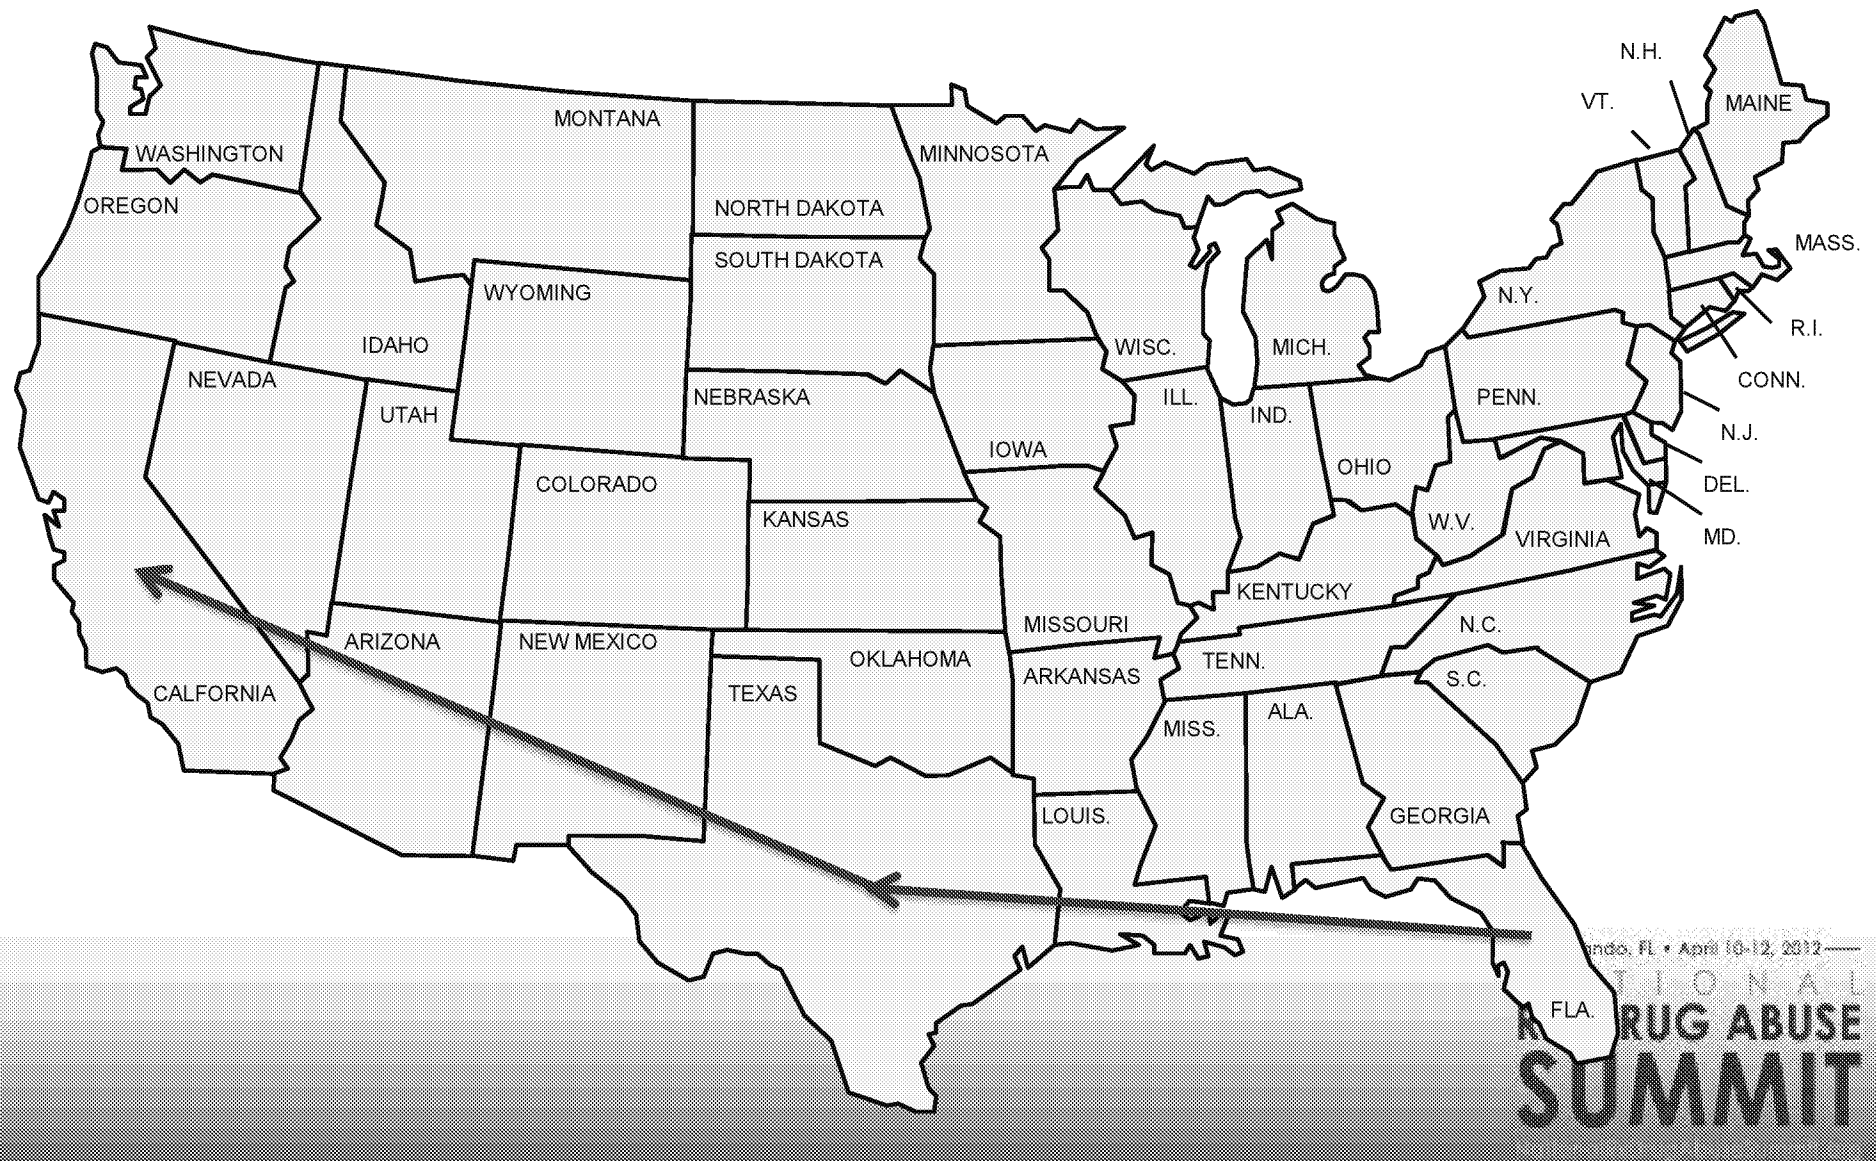 N.H.
VT.
MAINE
MONTANA
WASHINGTON
MINNOSOTA
OREGON
NORTH DAKOTA
MASS.
SOUTH DAKOTA
WYOMING
N.Y.
R.I.
IDAHO
WISC.
MICH.
NEVADA
CONN.
UTAH
NEBRASKA
ILL.
IND.
PENN.
N.J.
IOWA
OHIO
COLORADO
DEL.
KANSAS
W.V.
VIRGINIA
MD.
KENTUCKY
MISSOURI
N.C.
ARIZONA
NEW MEXICO
OKLAHOMA
TENN.
ARKANSAS
S.C.
CALFORNIA
TEXAS
MISS.
ALA.
LOUIS.
GEORGIA
ndo, FL • April 10-12, 2012
T I O N A L
FLA.
R RUG ABUSE
SUMMIT